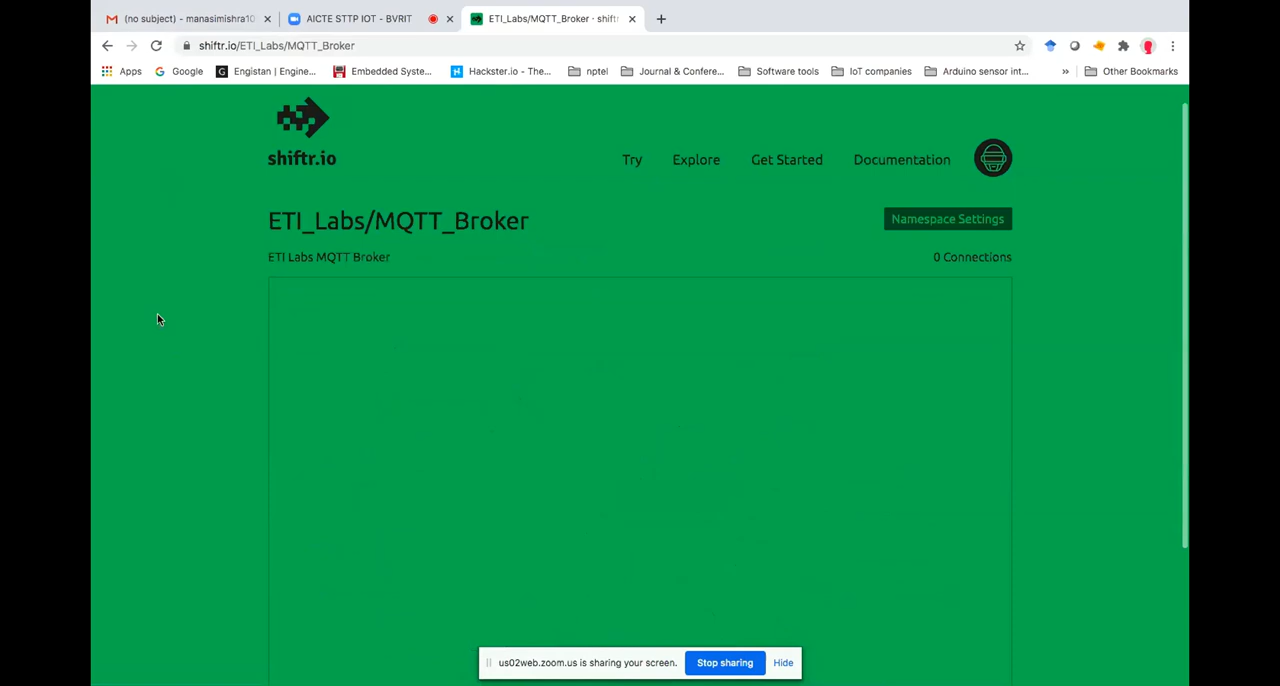 (no subject) - manasimishra10
AICTE STTP IOT - BVRIT
ETI_Labs/MQTT_Broker · shiftr
shiftr.io/ETI_Labs/MQTT_Broker
Apps
Google
Engistan | Engine...
Embedded Syste...
Hackster.io - The...
nptel
Journal & Confere...
Software tools
IoT companies
Arduino sensor int...
»
Other Bookmarks
shiftr.io
Try
Explore
Get Started
Documentation
ETI_Labs/MQTT_Broker
Namespace Settings
ETI Labs MQTT Broker
0 Connections
us02web.zoom.us is sharing your screen.
Stop sharing
Hide